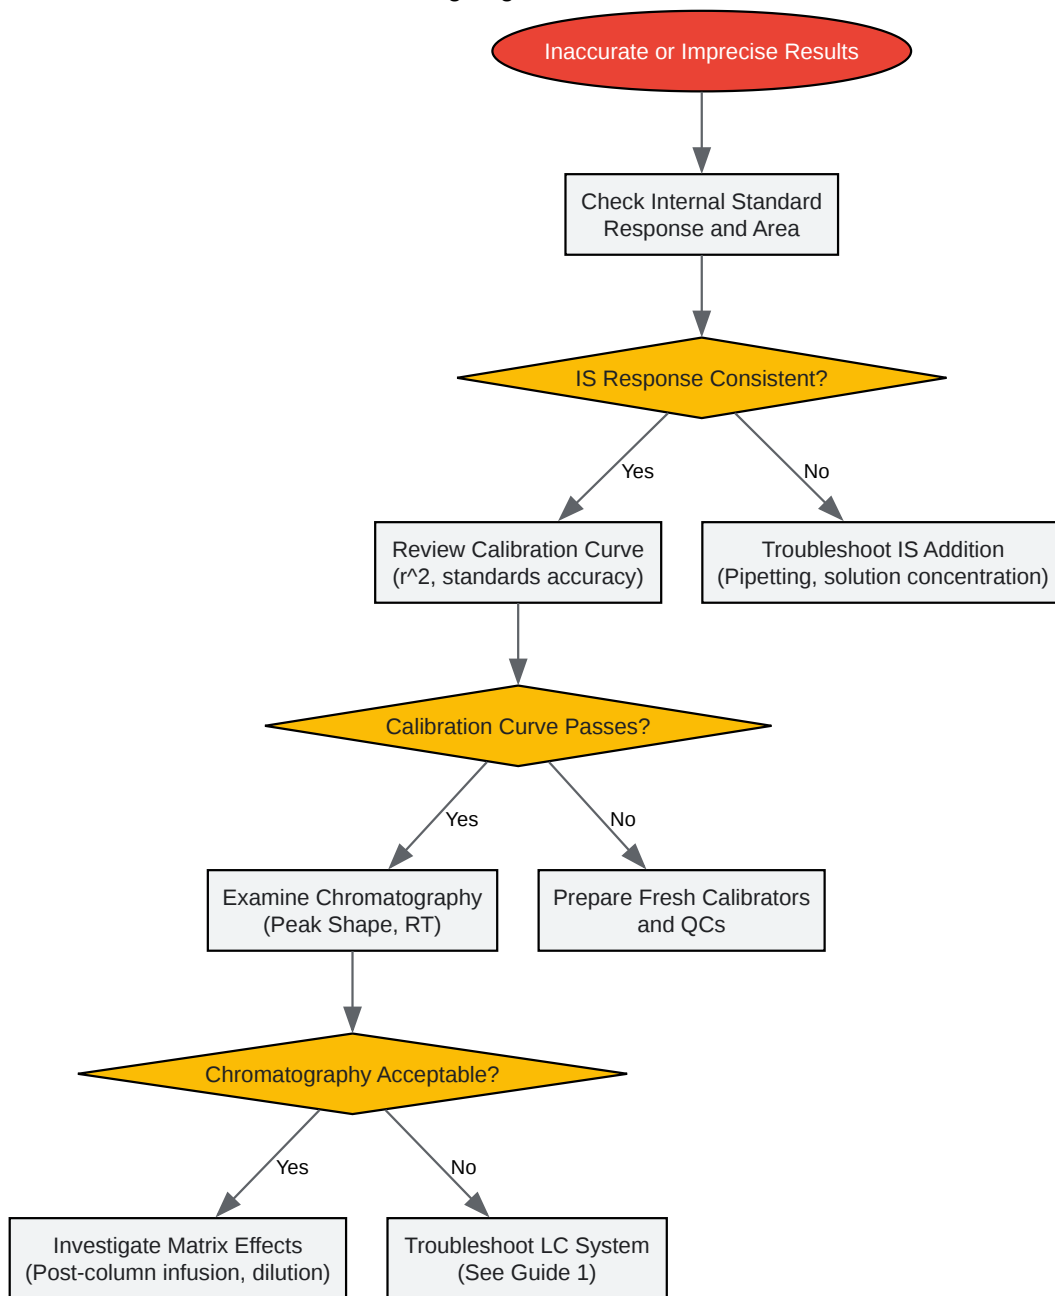 Inaccurate or Imprecise Results
Check Internal Standard
Response and Area
IS Response Consistent?
Yes
No
Review Calibration Curve
(r^2, standards accuracy)
Troubleshoot IS Addition
(Pipetting, solution concentration)
Calibration Curve Passes?
Yes
No
Examine Chromatography
(Peak Shape, RT)
Prepare Fresh Calibrators
and QCs
Chromatography Acceptable?
Yes
No
Investigate Matrix Effects
(Post-column infusion, dilution)
Troubleshoot LC System
(See Guide 1)